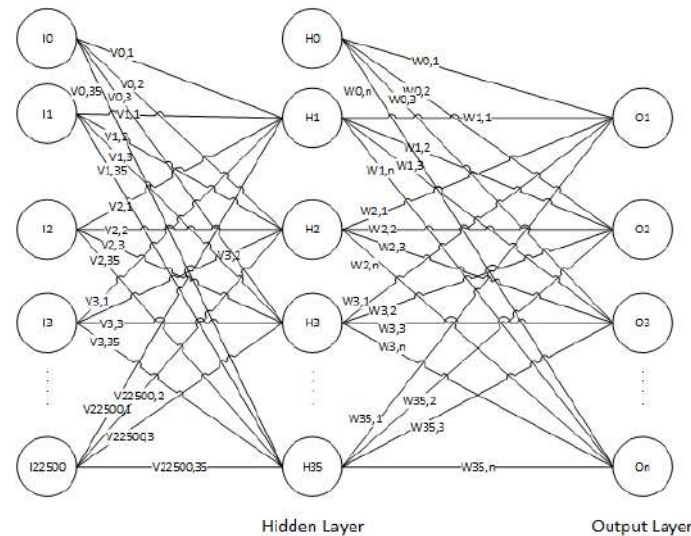 I0
H0
V0,1
W0,1
V0,2
V0,35
V0,3
W0,n
W0,2
W0,3
I1
V1,1
H1
W1,1
O1
V1,2
W1,2
V1,3
V1,35
W1,3
W1,n
V2,1
W2,1
I2
V2,2
H2
W2,2
O2
V2,3
W2,3
V2,35
V3,2
W2,n
V3,1
W3,1
W3,2
I3
V3,3
H3
W3,3
O3
V3,35
W3,n
V22500,2
V22500,1
W35,2
W35,1
V22500,3
W35,3
I22500
V22500,35
H35
W35,n
On
Hidden Layer
Output Layer